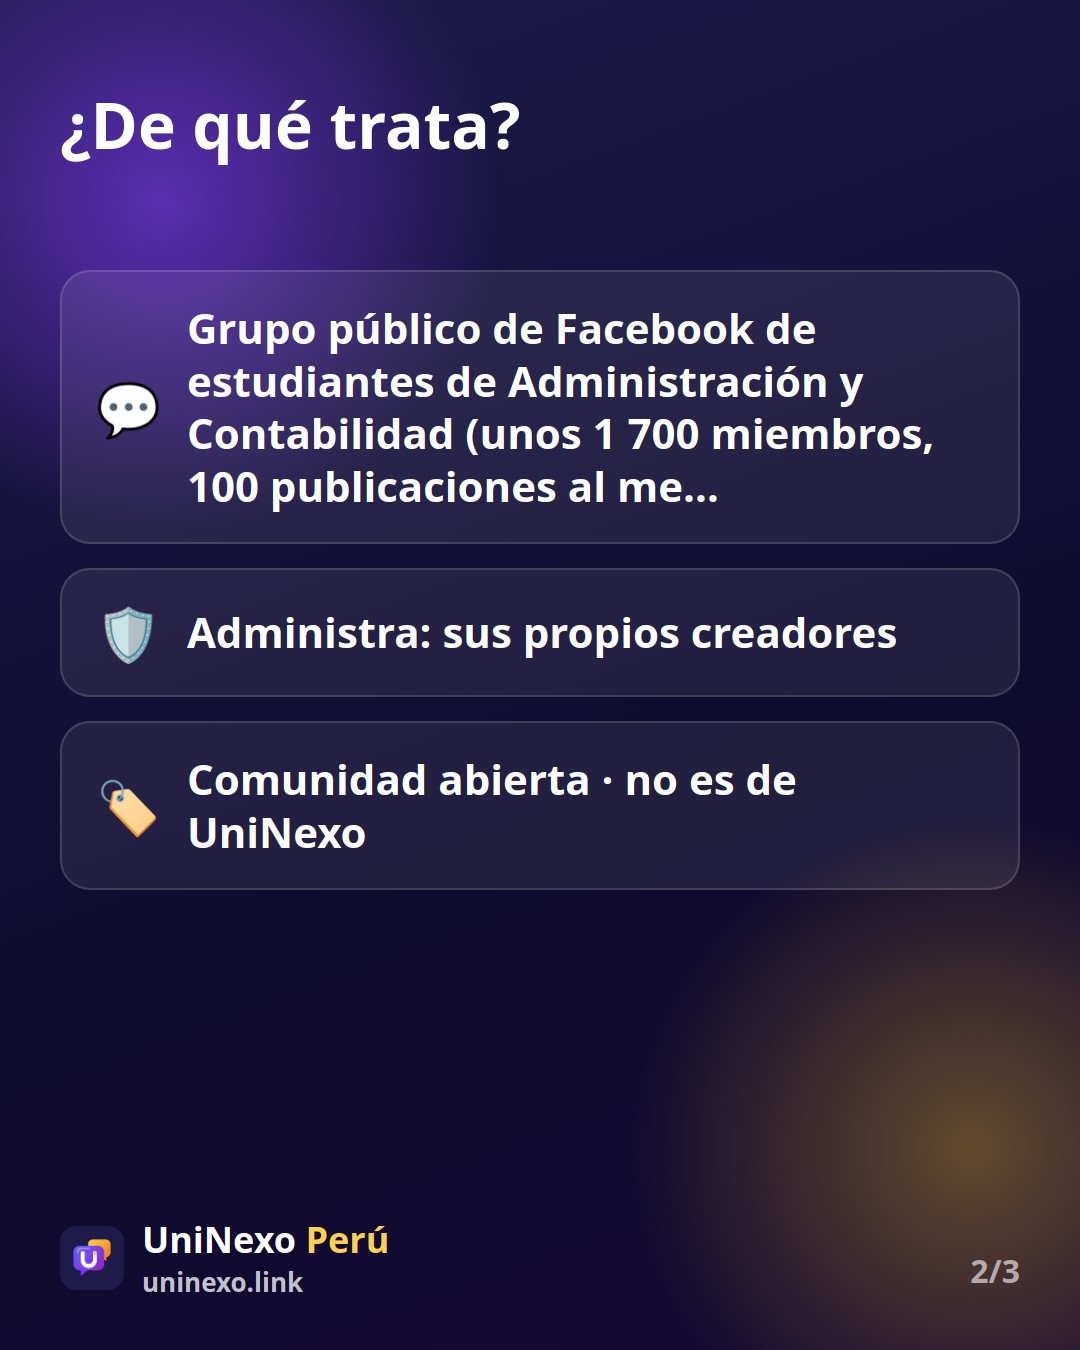 ¿De qué trata?
Grupo público de Facebook de
estudiantes de Administración y
Contabilidad (unos 1 700 miembros,
100 publicaciones al me...
Administra: sus propios creadores
Comunidad abierta · no es de
UniNexo
UniNexo Perú
uninexo.link
2/3